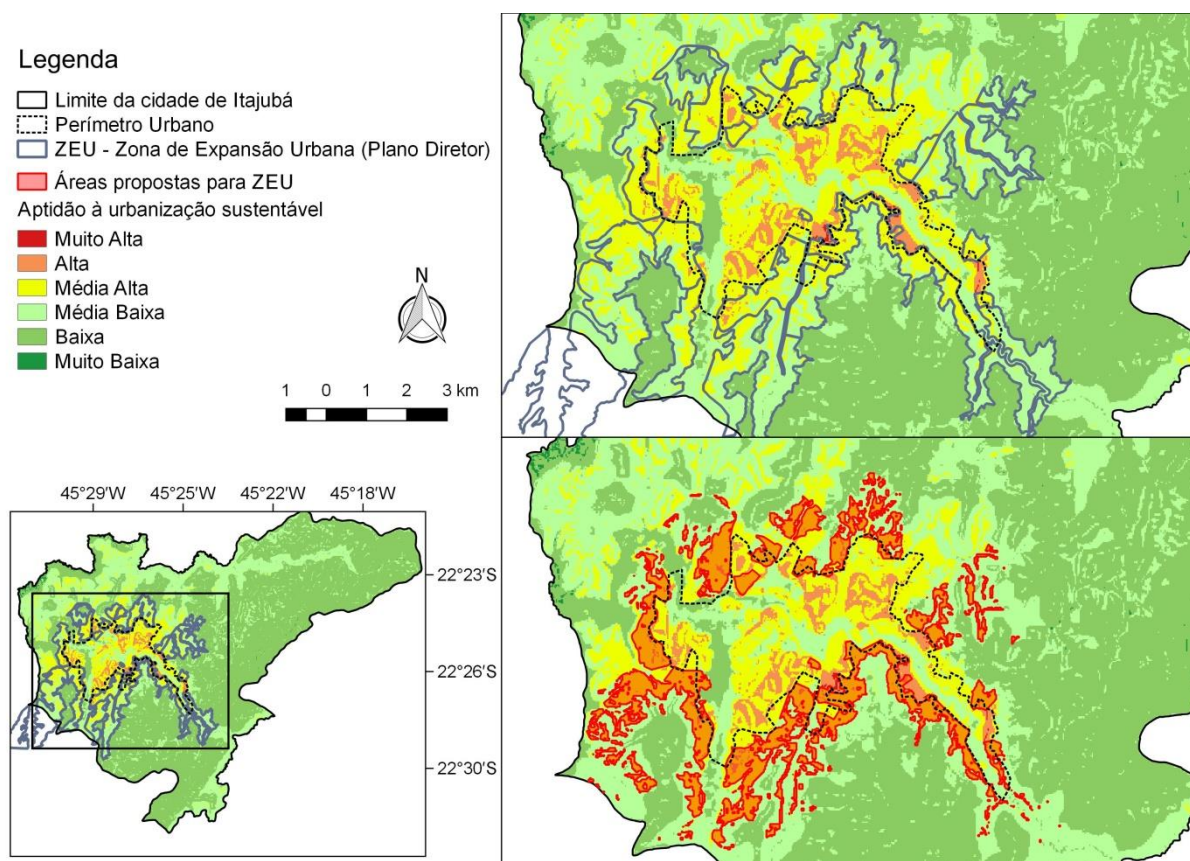 Legenda
Limite da cidade de Itajubá
Perímetro Urbano
ZEU - Zona de Expansão Urbana (Plano Diretor)
Áreas propostas para ZEU
Aptidão à urbanização sustentável
Muito Alta
Alta
Média Alta
Média Baixa
Baixa
Muito Baixa
N
1 0 1 2 3 km
45°29'W 45°25'W 45°22'W 45°18'W
22°23'S
22°26'S
22°30'S